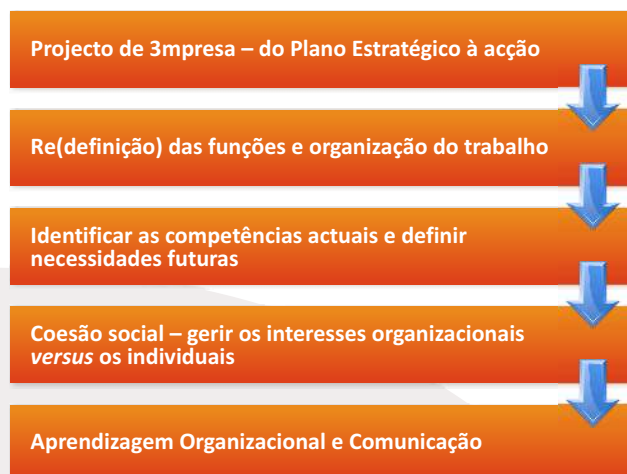 Projecto de 3mpresa – do Plano Estratégico à acção
Re(definição) das funções e organização do trabalho
Identificar as competências actuais e definir
necessidades futuras
Coesão social – gerir os interesses organizacionais
versus os individuais
Aprendizagem Organizacional e Comunicação